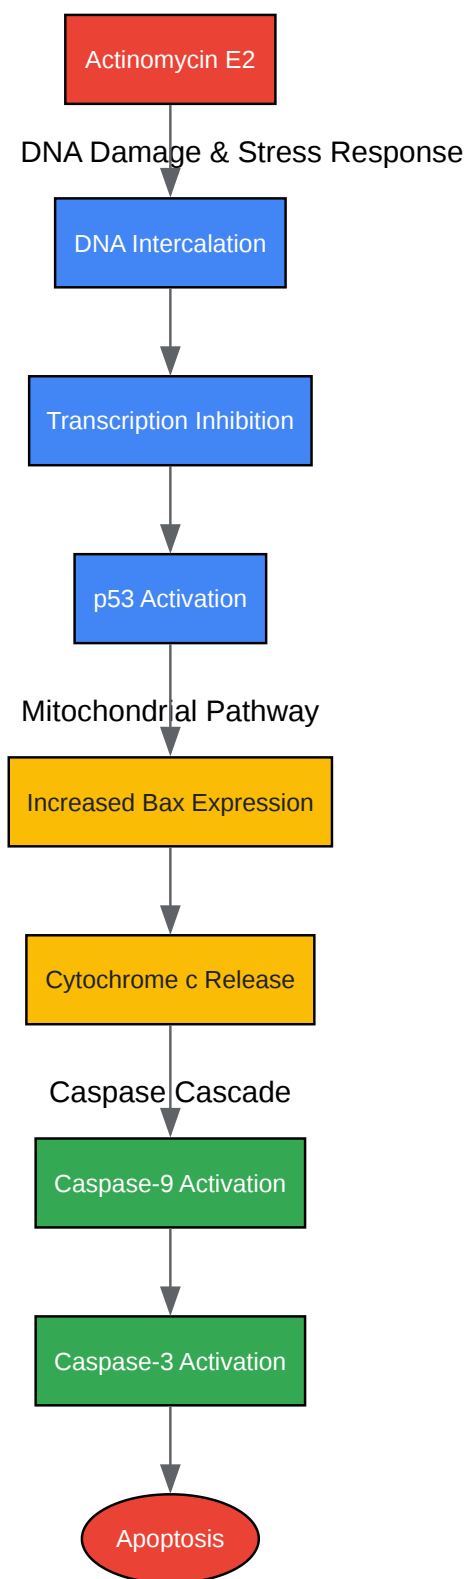 Actinomycin E2
DNA Damage & Stress Response
DNA Intercalation
Transcription Inhibition
p53 Activation
Mitochondrial Pathway
Increased Bax Expression
Cytochrome c Release
Caspase Cascade
Caspase-9 Activation
Caspase-3 Activation
Apoptosis